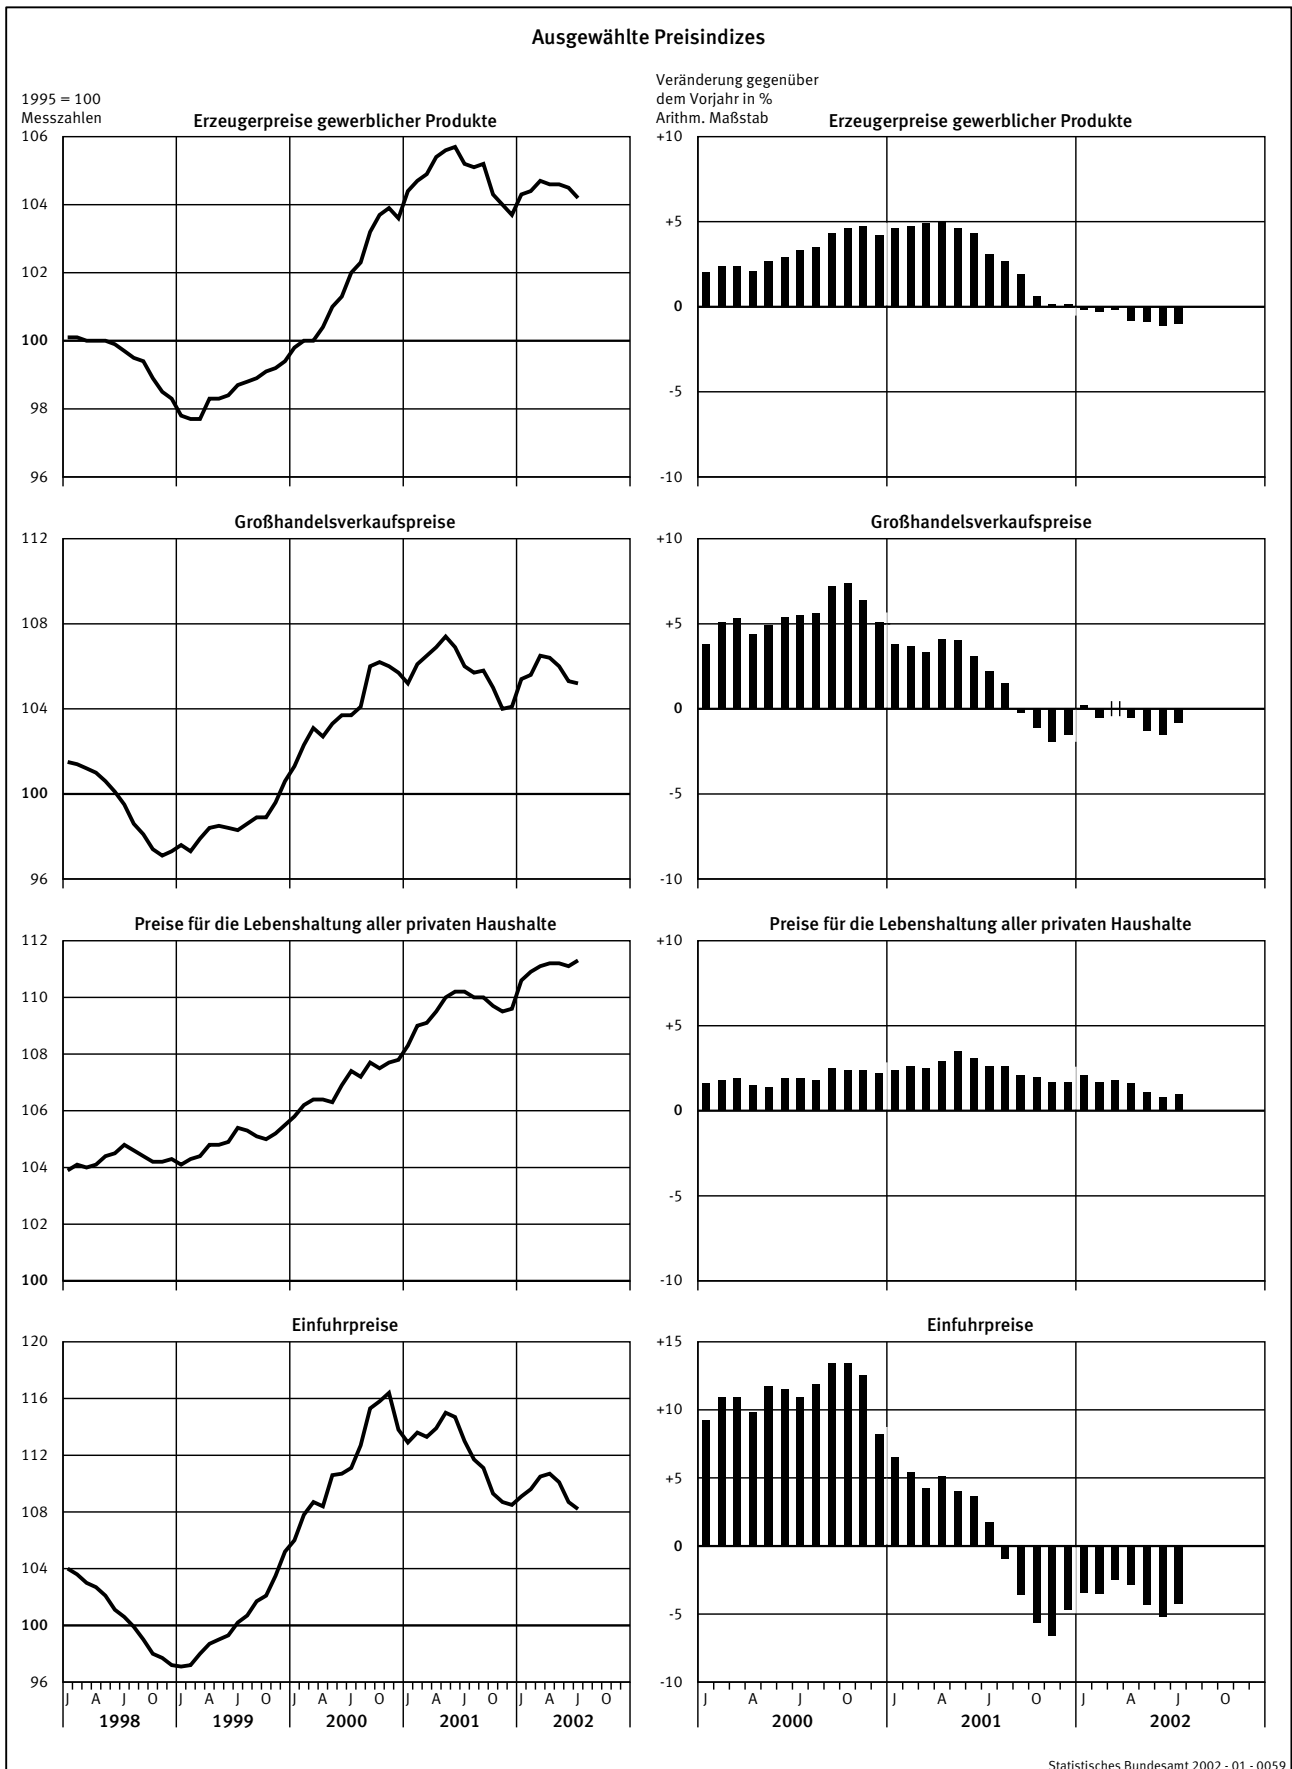 Ausgewählte Preisindizes
1995 = 100
Messzahlen
Veränderung gegenüber
dem Vorjahr in %
Arithm. Maßstab
Erzeugerpreise gewerblicher Produkte
106
104
102
100
98
96
Erzeugerpreise gewerblicher Produkte
+10
+5
0
-5
-10
Großhandelsverkaufspreise
112
108
104
100
96
Großhandelsverkaufspreise
+10
+5
0
-5
-10
Preise für die Lebenshaltung aller privaten Haushalte
112
110
108
106
104
102
100
Preise für die Lebenshaltung aller privaten Haushalte
+10
+5
0
-5
-10
Einfuhrpreise
120
116
112
108
104
100
96
J A J O J A J O J A J O J A J O J A J O
1998 1999 2000 2001 2002
Einfuhrpreise
+15
+10
+5
0
-5
-10
J A J O J A J O J A J O
2000 2001 2002
Statistisches Bundesamt 2002 - 01 - 0059